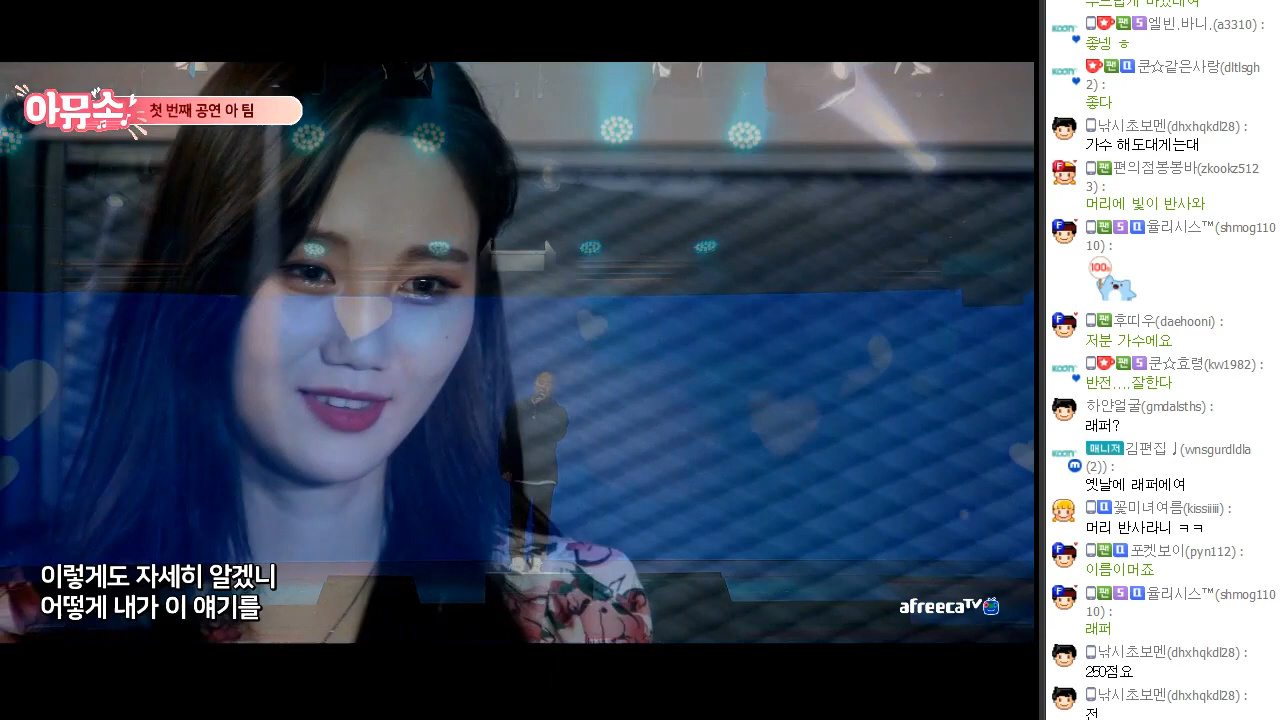 아뮤소
첫 번째 공연 아 팀
이렇게도 자세히 알겠니
어떻게 내가 이 얘기를
afreecaTV
엘빈.바니.(a3310) :
좋넹 ㅎ
쿤☆같은사랑(dltlsgh
2) :
좋다
낚시초보멘(dhxhqkdl28) :
가수 해도대게는대
편의점봉봉바(zkookz512
3) :
머리에 빛이 반사와
율리시스™(shmog110
10) :
100%
후띠우(daehooni) :
저분 가수에요
쿤☆효령(kw1982) :
반전....잘한다
하얀얼굴(gmdalsths) :
래퍼?
매니저 김편집♩(wnsgurdldla
(2)) :
옛날에 래퍼에여
꽃미녀여름(kissiiiii) :
머리 반사라니 ㅋㅋ
포켓보이(pyn112) :
이름이머죠
율리시스™(shmog110
10) :
래퍼
낚시초보멘(dhxhqkdl28) :
250점요
낚시초보멘(dhxhqkdl28) :
전